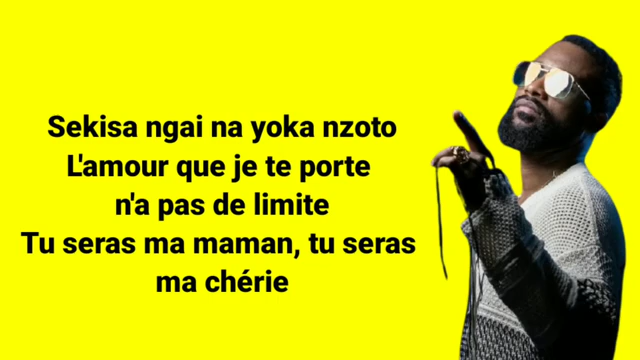 Sekisa ngai na yoka nzoto
L'amour que je te porte
n'a pas de limite
Tu seras ma maman, tu seras
ma chérie